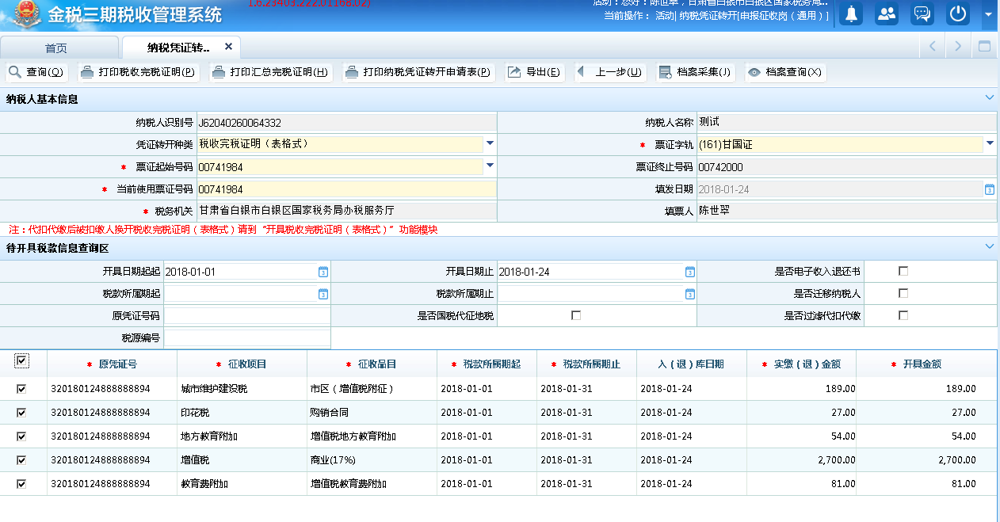 1.6.23403.222.01168.02)
金税三期税收管理系统
当前操作： 活动| 纳税凭证转开[申报征收岗（通用）]
首页 纳税凭证转..
查询(Q) 打印税收完税证明(P) 打印汇总完税证明(H) 打印纳税凭证转开申请表(P) 导出(E) 上一步(U) 档案采集(J) 档案查询(X)
纳税人基本信息
纳税人识别号 J62040260064332 纳税人名称 测试
凭证转开种类 税收完税证明（表格式） * 票证字轨 (161)甘国证
* 票证起始号码 00741984 票证终止号码 00742000
* 当前使用票证号码 00741984 填发日期 2018-01-24
* 税务机关 甘肃省白银市白银区国家税务局办税服务厅 填票人 陈世翠
注：代扣代缴后被扣缴人换开税收完税证明（表格式）请到“开具税收完税证明（表格式）”功能模块
待开具税款信息查询区
开具日期起起 2018-01-01 开具日期止 2018-01-24 是否电子收入退还书
税款所属期起 税款所属期止 是否迁移纳税人
原凭证号码 是否国税代征地税 是否过滤代扣代缴
税源编号
* 原凭证号 * 征收项目 * 征收品目 * 税款所属期起 * 税款所属期止 入（退）库日期 * 实缴（退）金额 * 开具金额
320180124888888894 城市维护建设税 市区（增值税附征） 2018-01-01 2018-01-31 2018-01-24 189.00 189.00
320180124888888894 印花税 购销合同 2018-01-01 2018-01-31 2018-01-24 27.00 27.00
320180124888888894 地方教育附加 增值税地方教育附加 2018-01-01 2018-01-31 2018-01-24 54.00 54.00
320180124888888894 增值税 商业(17%) 2018-01-01 2018-01-31 2018-01-24 2,700.00 2,700.00
320180124888888894 教育费附加 增值税教育费附加 2018-01-01 2018-01-31 2018-01-24 81.00 81.00